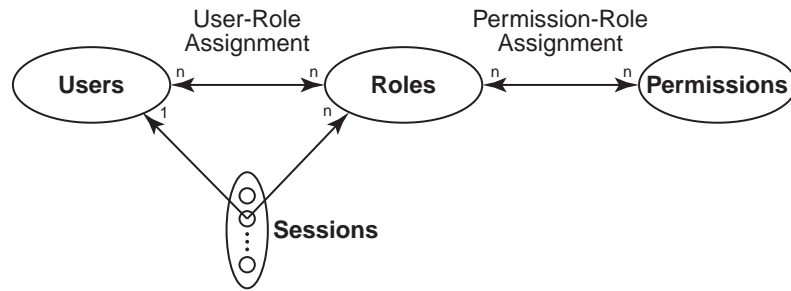 User-Role
Assignment
Permission-Role
Assignment
Users
n
n
Roles
n
n
Permissions
1
n
Sessions